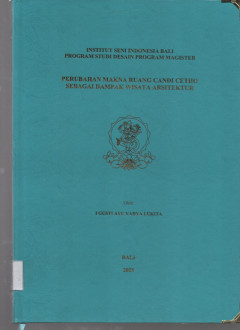 INSTITUT SENI INDONESIA BALI
PROGRAM STUDI DESAIN PROGRAM MAGISTER
PERUBAHAN MAKNA RUANG CANDI CETHO
SEBAGAI DAMPAK WISATA ARSITEKTUR
OLEH
BALI
2025